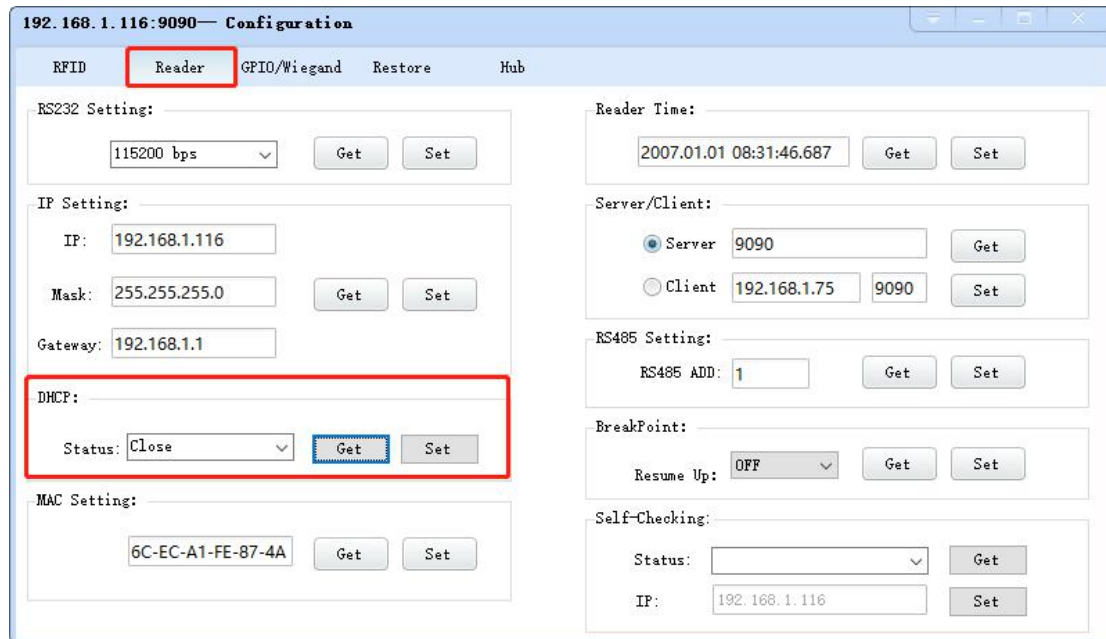 192.168.1.116:9090— Configuration
RFID Reader GPIO/Wiegand Restore Hub
RS232 Setting:
115200 bps Get Set
IP Setting:
IP: 192.168.1.116
Mask: 255.255.255.0 Get Set
Gateway: 192.168.1.1
DHCP:
Status: Close Get Set
MAC Setting:
6C-EC-A1-FE-87-4A Get Set
Reader Time:
2007.01.01 08:31:46.687 Get Set
Server/Client:
Server 9090 Get
Client 192.168.1.75 9090 Set
RS485 Setting:
RS485 ADD: 1 Get Set
BreakPoint:
Resume Up: OFF Get Set
Self-Checking:
Status: Get
IP: 192.168.1.116 Set